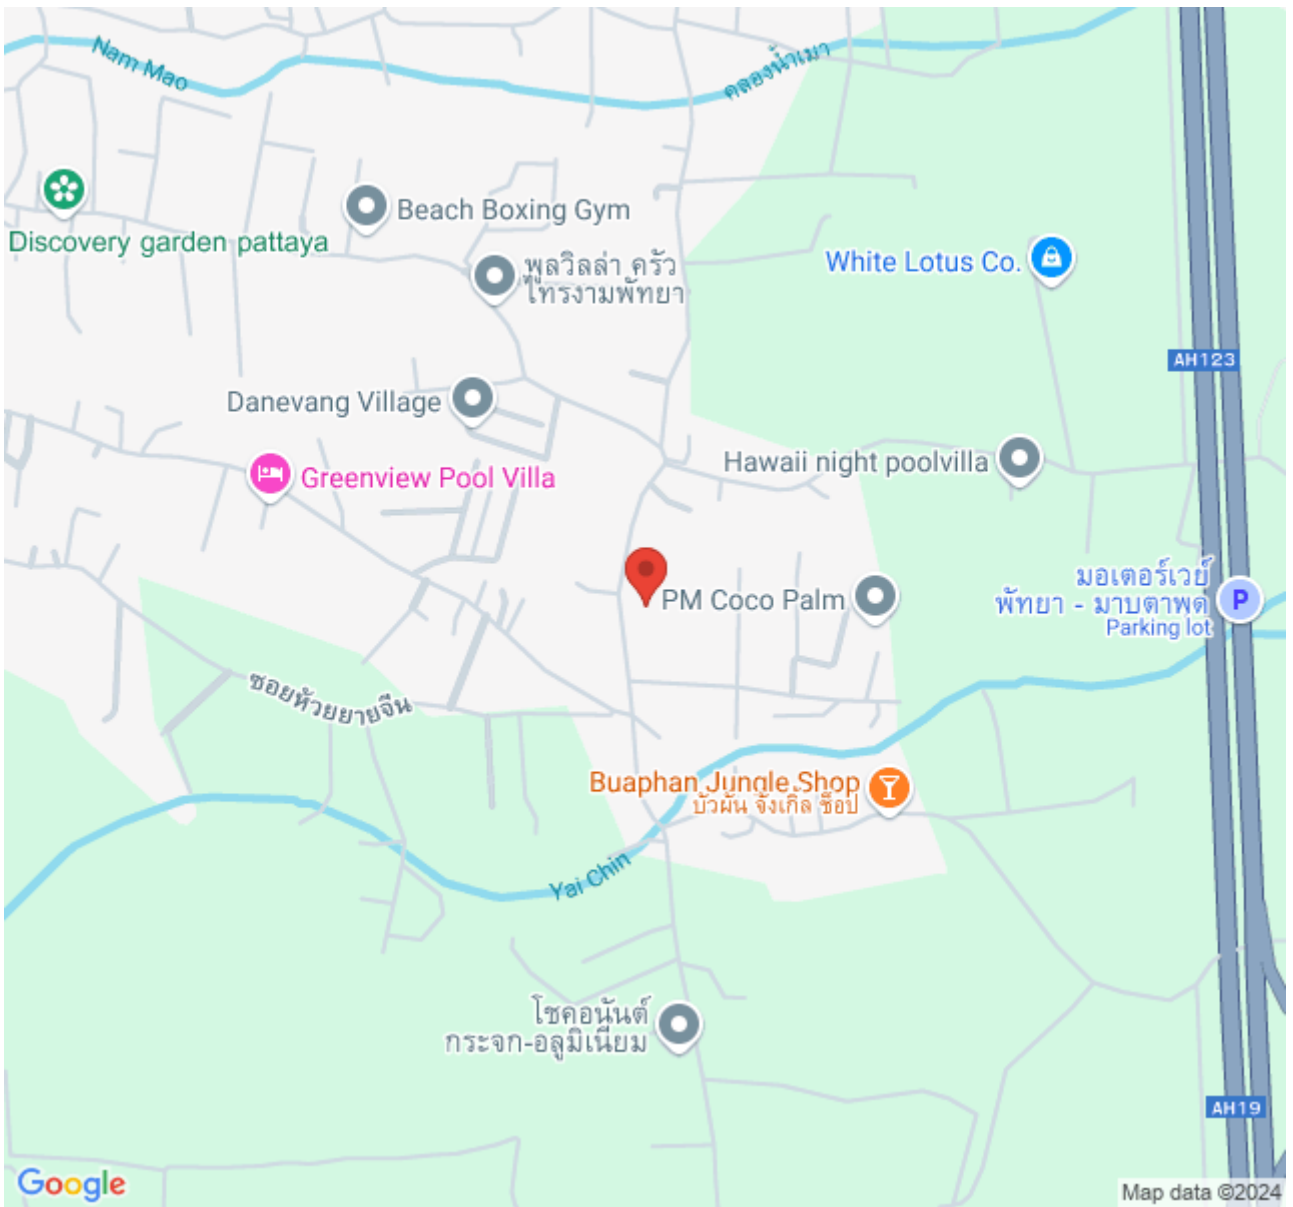 Nam Mao
คลองน้ำเมา
Beach Boxing Gym
Discovery garden pattaya
พูลวิลล่า ครัว
ไทรงามพัทยา
White Lotus Co.
AH123
Danevang Village
Hawaii night poolvilla
Greenview Pool Villa
มอเตอร์เวย์
พัทยา - มาบตาพุด
P
Parking lot
PM Coco Palm
ซอยห้วยยายจีน
Buaphan Jungle Shop
บัวผัน จังเกิล ช็อป
Yai Chin
โชคอนันต์
กระจก-อลูมิเนียม
AH19
Google
Map data ©2024